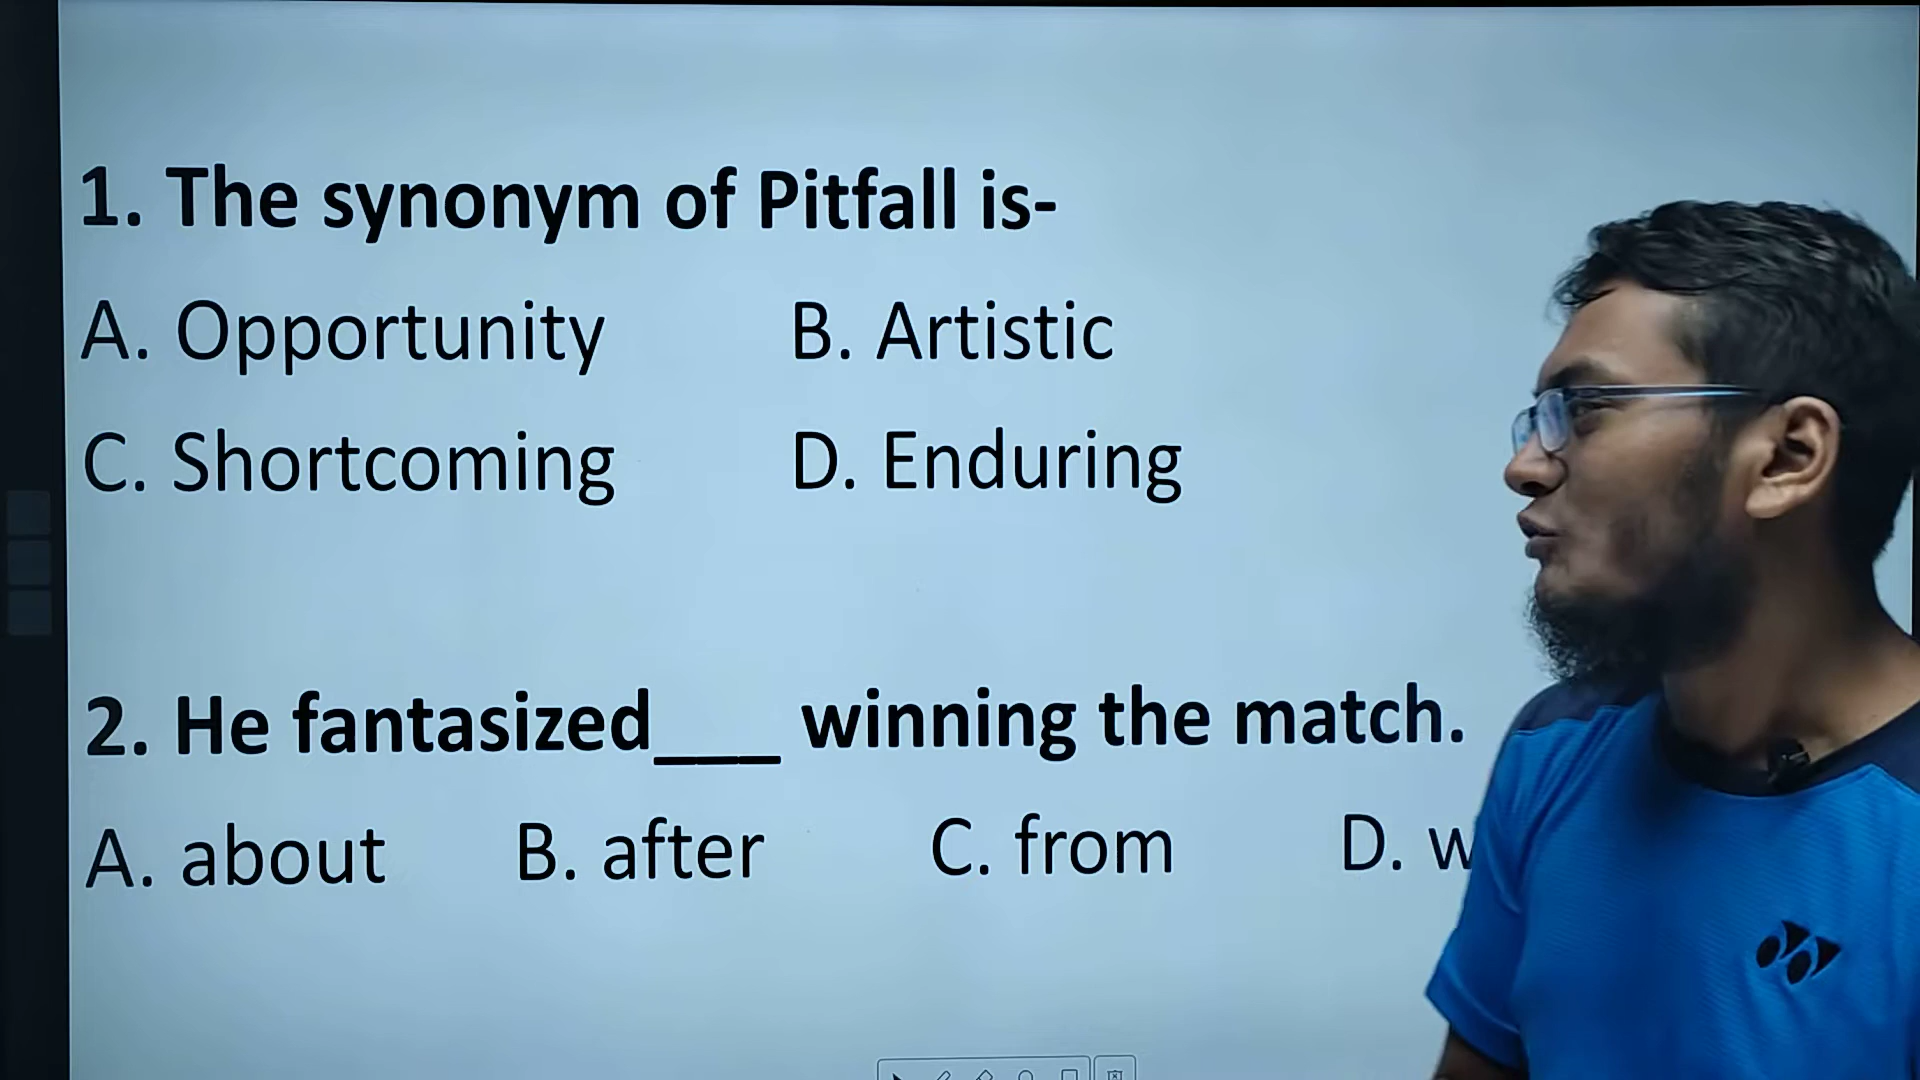 1. The synonym of Pitfall is-
A. Opportunity B. Artistic
C. Shortcoming D. Enduring
2. He fantasized___ winning the match.
A. about B. after C. from D.